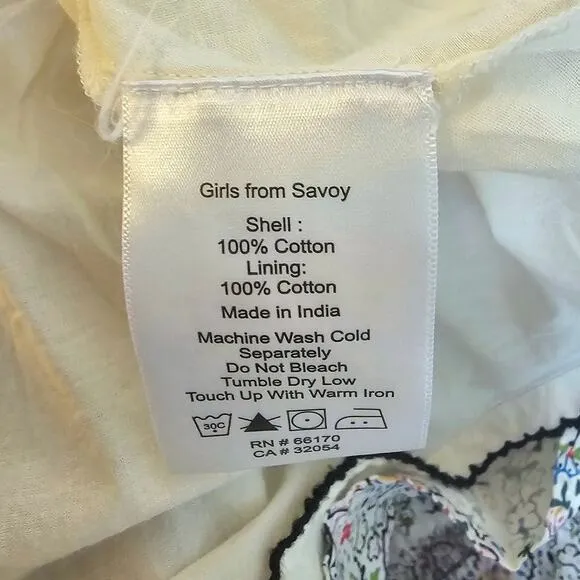 Girls from Savoy
Shell :
100% Cotton
Lining:
100% Cotton
Made in India
Machine Wash Cold
Separately
Do Not Bleach
Tumble Dry Low
Touch Up With Warm Iron
30C
RN # 66170
CA # 32054